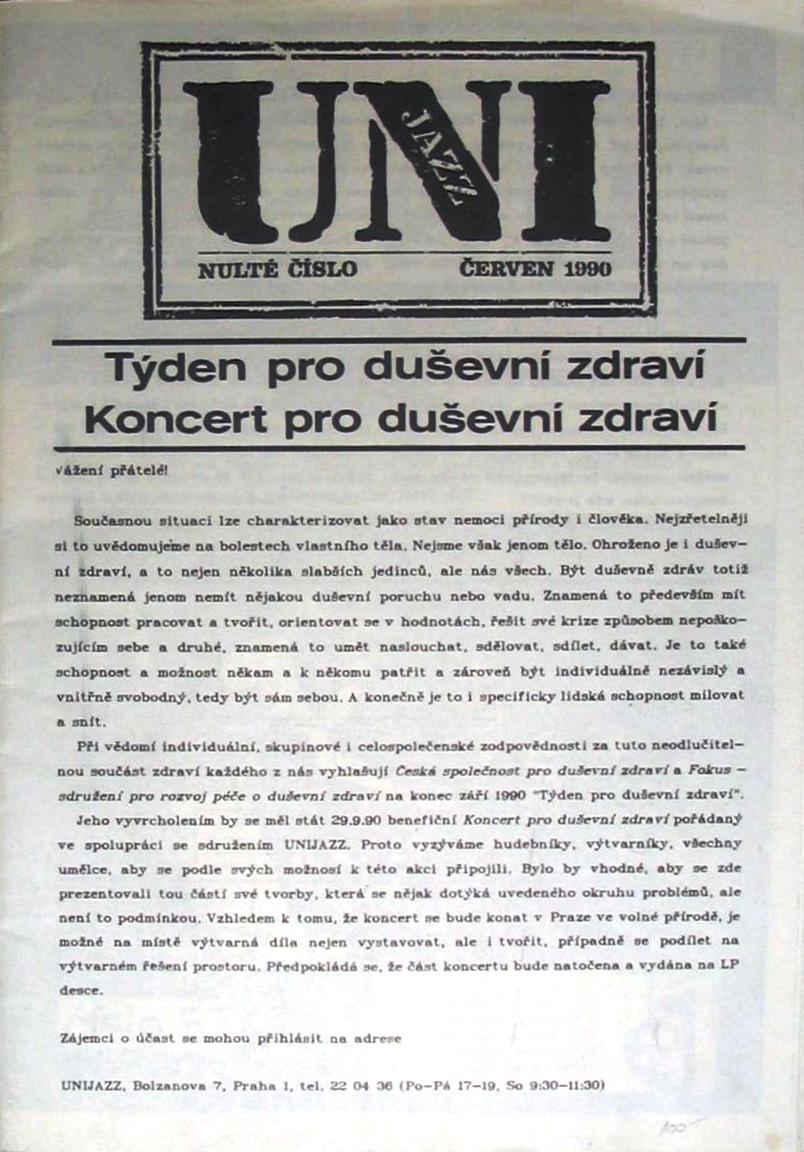 UNI
JAZZ
NULTÉ ČÍSLO ČERVEN 1990
Týden pro duševní zdraví
Koncert pro duševní zdraví
Vážení přátelé!
Současnou situaci lze charakterizovat jako stav nemoci přírody i člověka. Nejzřetelněji
si to uvědomujeme na bolestech vlastního těla. Nejsme však jenom tělo. Ohroženo je i dušev-
ní zdraví, a to nejen několika slabších jedinců, ale nás všech. Být duševně zdráv totiž
neznamená jenom nemít nějakou duševní poruchu nebo vadu. Znamená to především mít
schopnost pracovat a tvořit, orientovat se v hodnotách, řešit své krize způsobem nepoško-
zujícím sebe a druhé, znamená to umět naslouchat, sdělovat, sdílet, dávat. Je to také
schopnost a možnost někam a k někomu patřit a zároveň být individuálně nezávislý a
vnitřně svobodný, tedy být sám sebou. A konečně je to i specificky lidská schopnost milovat
a snít.
Při vědomí individuální, skupinové i celospolečenské zodpovědnosti za tuto neodlučitel-
nou součást zdraví každého z nás vyhlašují Česká společnost pro duševní zdraví a Fokus –
sdružení pro rozvoj péče o duševní zdraví na konec září 1990 "Týden pro duševní zdraví".
Jeho vyvrcholením by se měl stát 29.9.90 benefiční Koncert pro duševní zdraví pořádaný
ve spolupráci se sdružením UNIJAZZ. Proto vyzýváme hudebníky, výtvarníky, všechny
umělce, aby se podle svých možností k této akci připojili. Bylo by vhodné, aby se zde
prezentovali tou částí své tvorby, která se nějak dotýká uvedeného okruhu problémů, ale
není to podmínkou. Vzhledem k tomu, že koncert se bude konat v Praze ve volné přírodě, je
možné na místě výtvarná díla nejen vystavovat, ale i tvořit, případně se podílet na
výtvarném řešení prostoru. Předpokládá se, že část koncertu bude natočena a vydána na LP
desce.
Zájemci o účast se mohou přihlásit na adrese
UNIJAZZ, Bolzanova 7, Praha 1, tel. 22 04 36 (Po-Pá 17-19, So 9:30-11:30)
100-